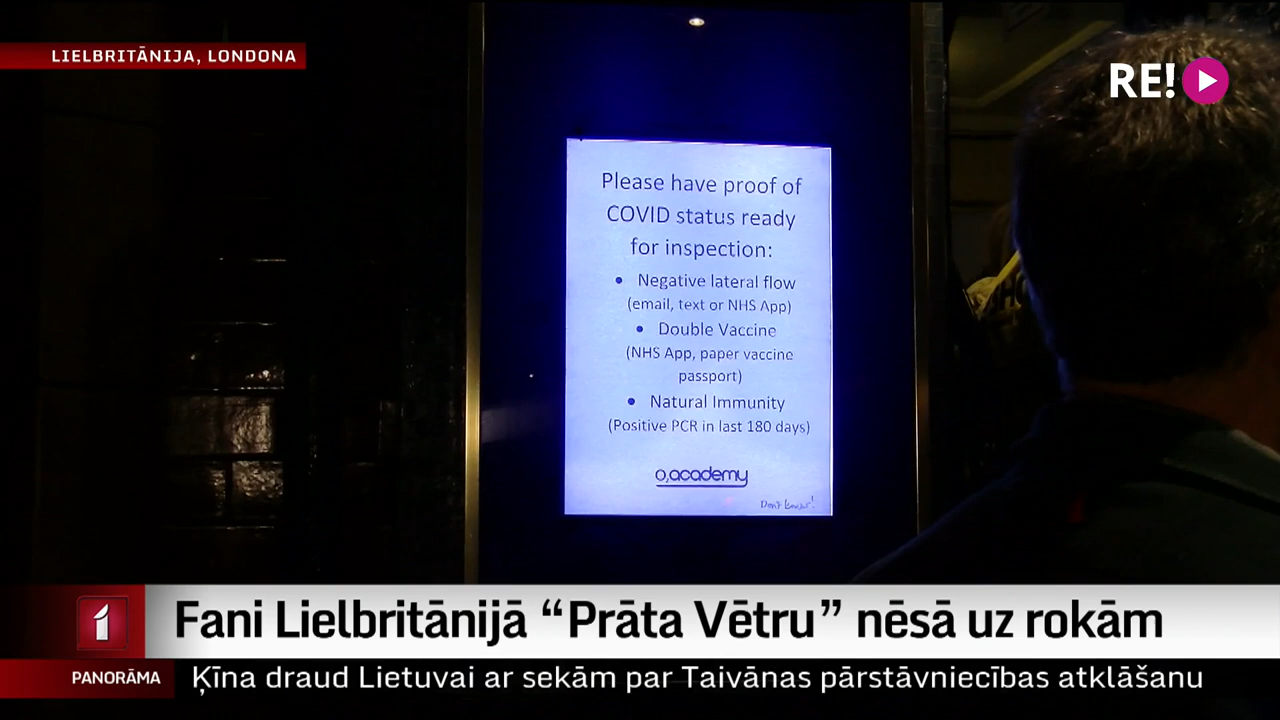 LIELBRITĀNIJA, LONDONA
RE!
Please have proof of
COVID status ready
for inspection:
• Negative lateral flow
(email, text or NHS App)
• Double Vaccine
(NHS App, paper vaccine
passport)
• Natural Immunity
(Positive PCR in last 180 days)
O₂ academy
1
Fani Lielbritānijā “Prāta Vētru” nēsā uz rokām
PANORĀMA
Ķīna draud Lietuvai ar sekām par Taivānas pārstāvniecības atklāšanu